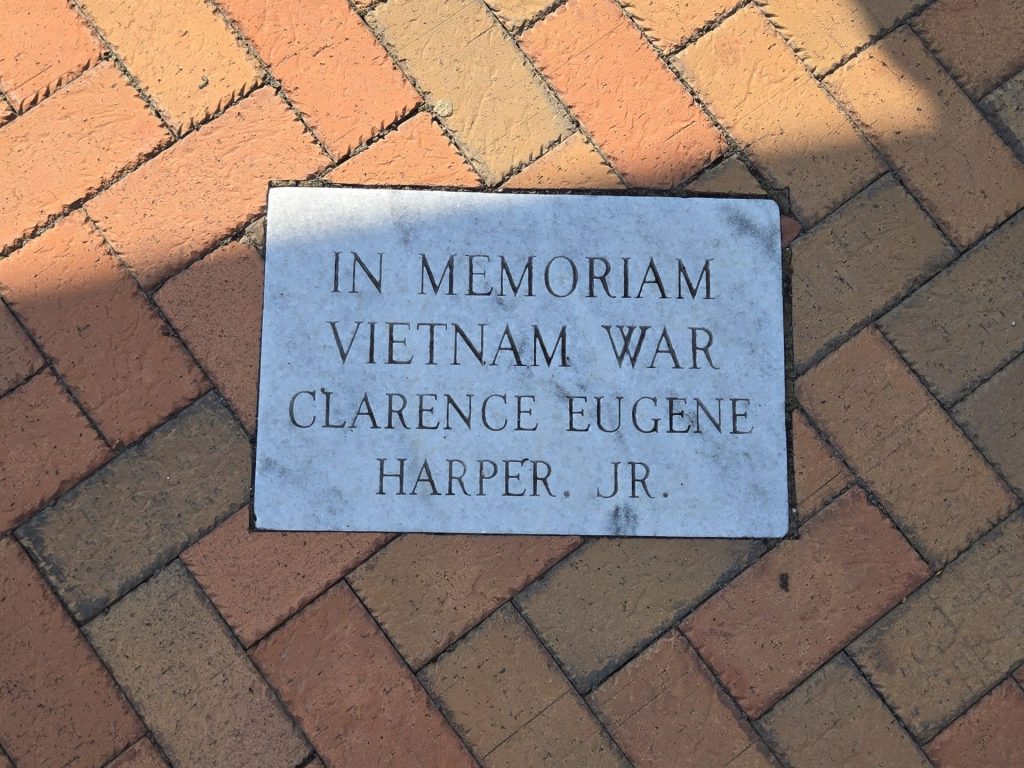 IN MEMORIAM
VIETNAM WAR
CLARENCE EUGENE
HARPER. JR.